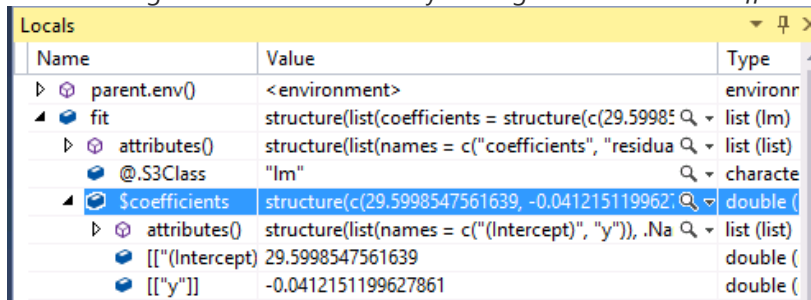 Locals
Name Value Type
parent.env() <environment> environr
fit structure(list(coefficients = structure(c(29.5998 list (lm)
attributes() structure(list(names = c("coefficients", "residua list (list)
@.S3Class "lm" characte
$coefficients structure(c(29.5998547561639, -0.0412151199627 double (
attributes() structure(list(names = c("(Intercept)", "y")), .Na list (list)
[["(Intercept) 29.5998547561639 double (
[["y"]] -0.0412151199627861 double (